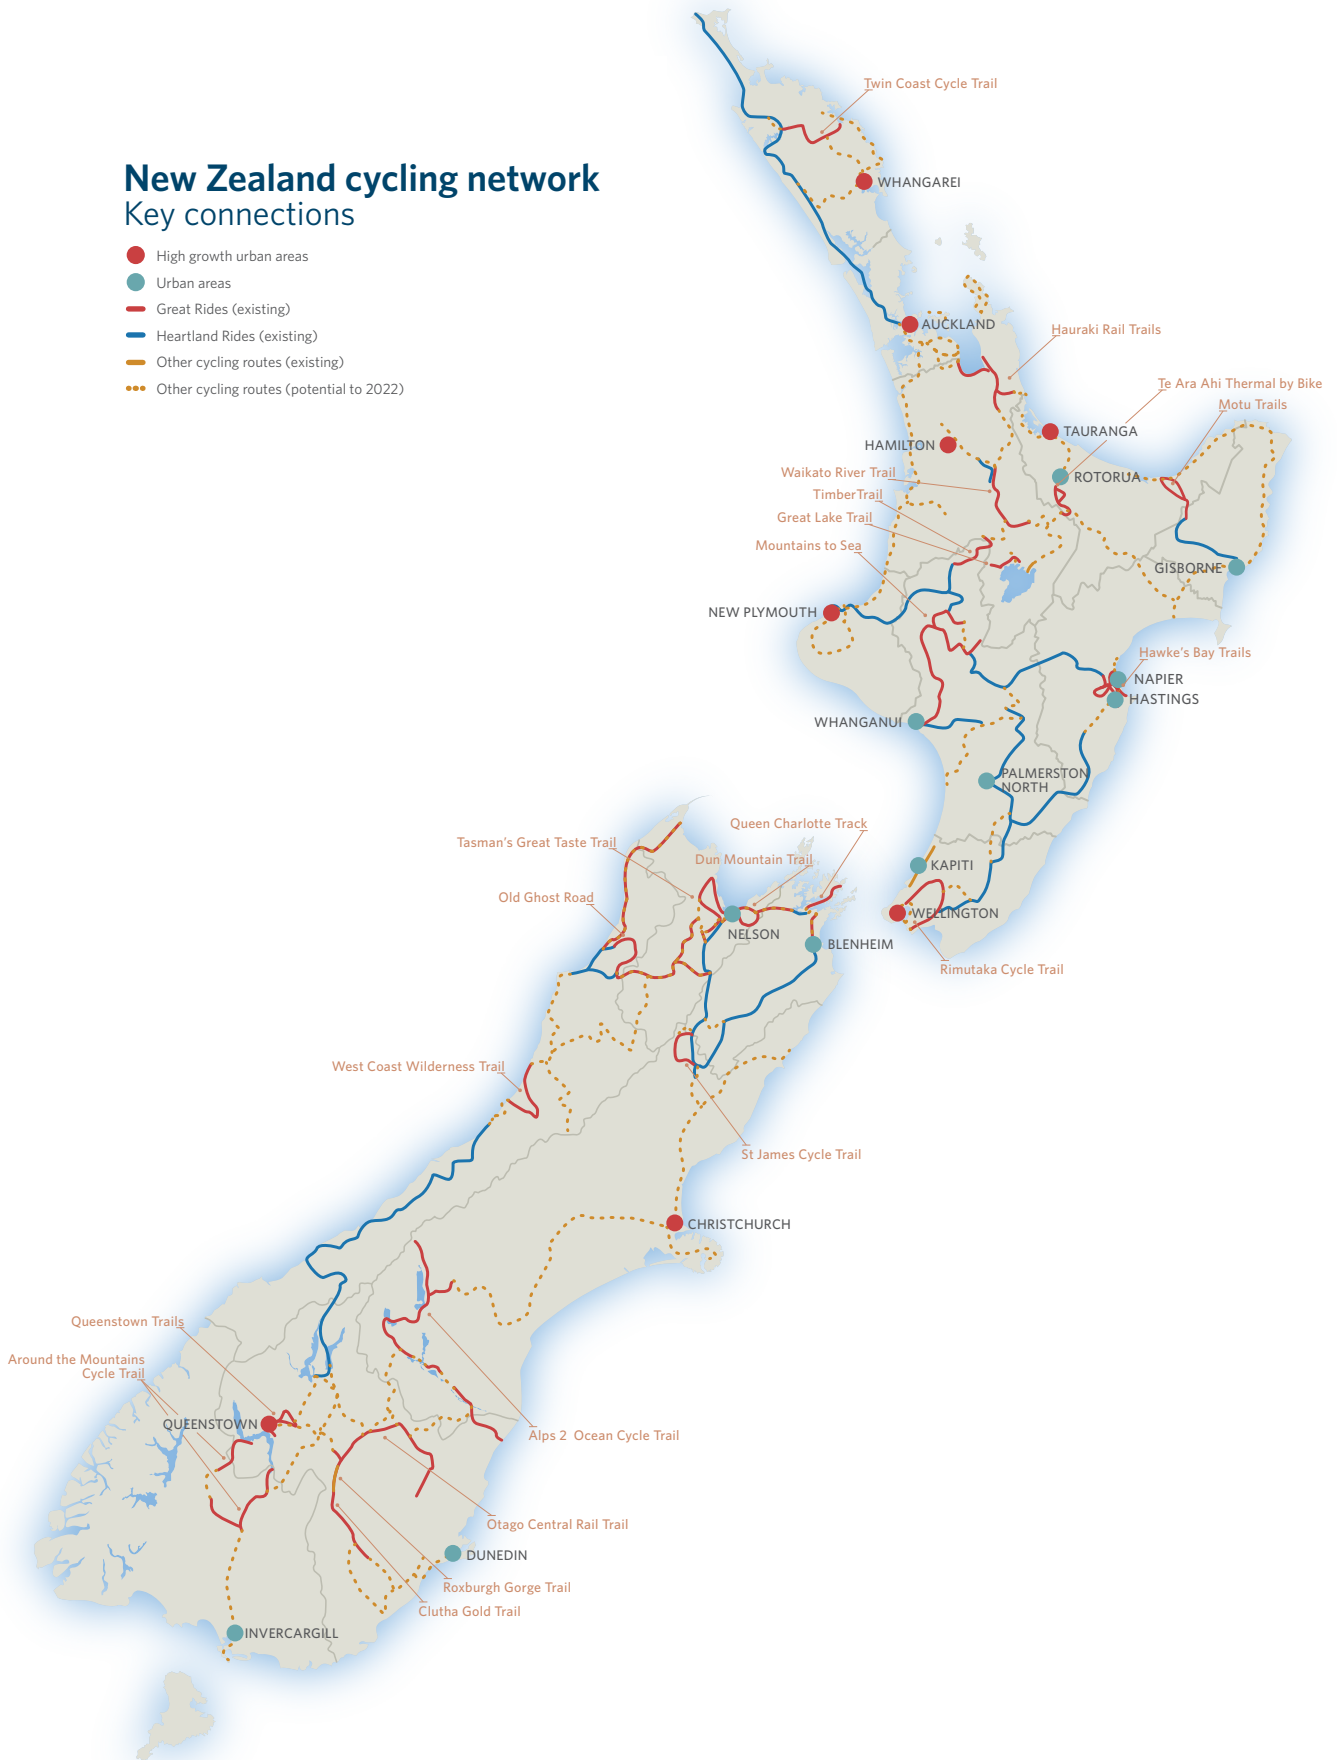 New Zealand cycling network
Key connections
High growth urban areas
Urban areas
Great Rides (existing)
Heartland Rides (existing)
Other cycling routes (existing)
Other cycling routes (potential to 2022)
Twin Coast Cycle Trail
WHANGAREI
AUCKLAND
Hauraki Rail Trails
Te Ara Ahi Thermal by Bike
Motu Trails
TAURANGA
HAMILTON
Waikato River Trail
ROTORUA
TimberTrail
Great Lake Trail
Mountains to Sea
GISBORNE
NEW PLYMOUTH
Hawke's Bay Trails
NAPIER
HASTINGS
WHANGANUI
PALMERSTON
NORTH
Queen Charlotte Track
Tasman's Great Taste Trail
Dun Mountain Trail
KAPITI
Old Ghost Road
WELLINGTON
NELSON
BLENHEIM
Rimutaka Cycle Trail
West Coast Wilderness Trail
St James Cycle Trail
CHRISTCHURCH
Queenstown Trails
Around the Mountains
Cycle Trail
QUEENSTOWN
Alps 2 Ocean Cycle Trail
Otago Central Rail Trail
DUNEDIN
Roxburgh Gorge Trail
Clutha Gold Trail
INVERCARGILL